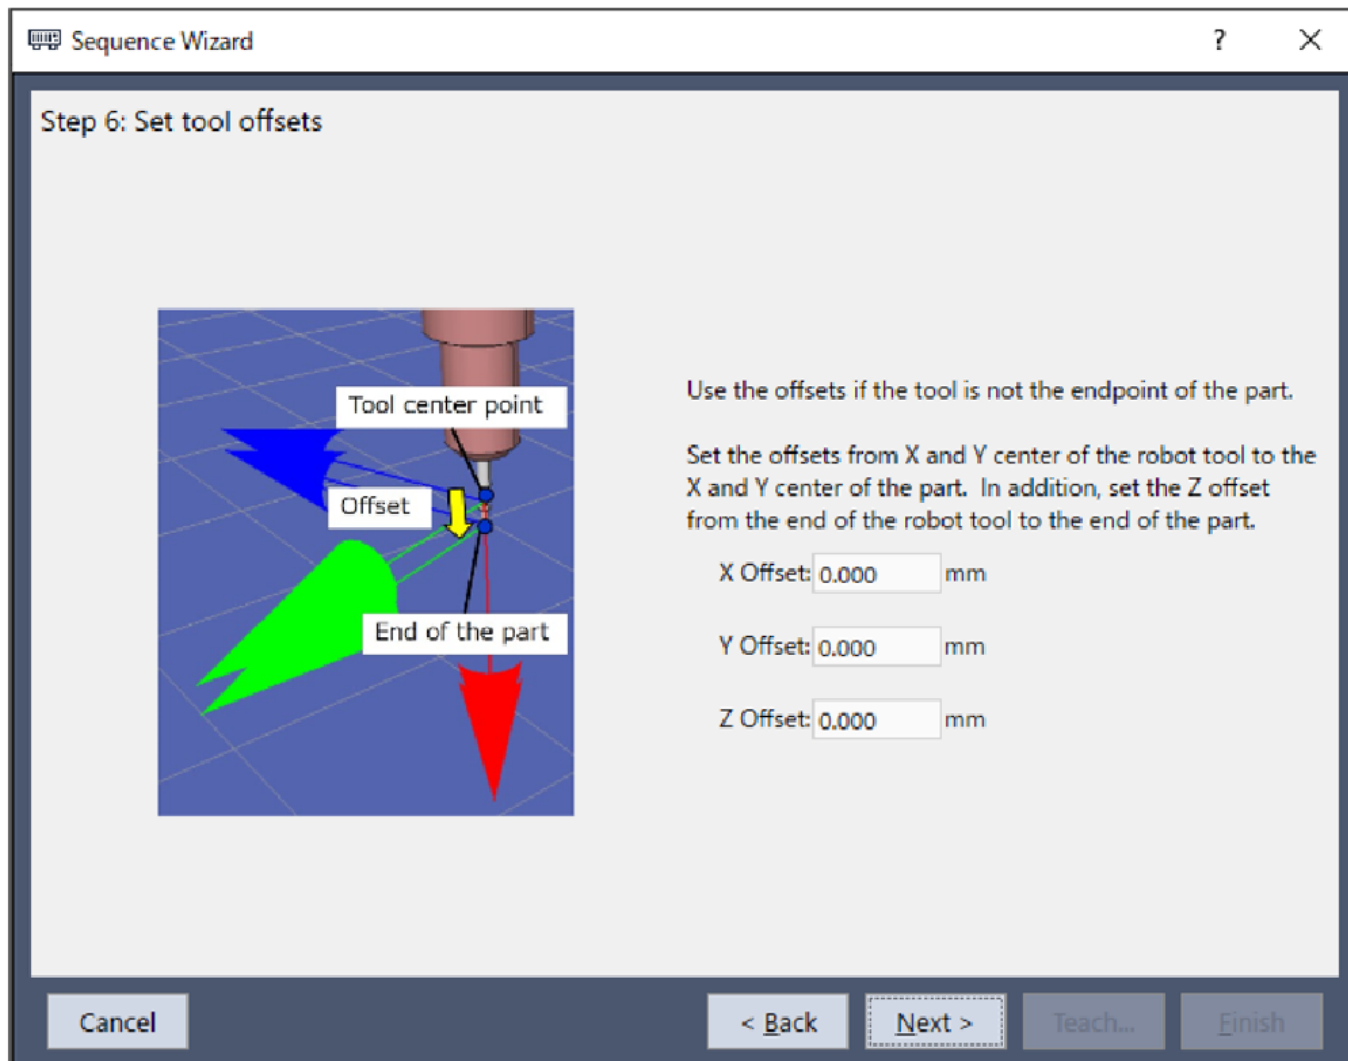 Sequence Wizard
?
Step 6: Set tool offsets
Tool center point
Offset
End of the part
Use the offsets if the tool is not the endpoint of the part.
Set the offsets from X and Y center of the robot tool to the
X and Y center of the part.  In addition, set the Z offset
from the end of the robot tool to the end of the part.
X Offset: 0.000 mm
Y Offset: 0.000 mm
Z Offset: 0.000 mm
Cancel
< Back
Next >
Teach...
Finish